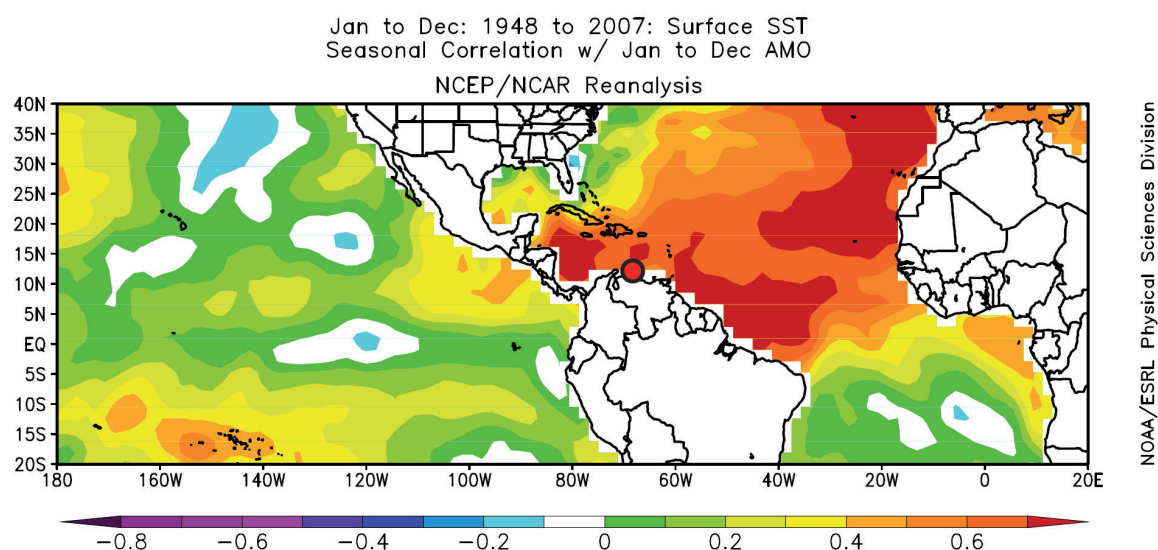 Jan to Dec: 1948 to 2007: Surface SST
Seasonal Correlation w/ Jan to Dec AMO
NCEP/NCAR Reanalysis
40N
35N
30N
25N
20N
15N
10N
5N
EQ
5S
10S
15S
20S
180 160W 140W 120W 100W 80W 60W 40W 20W 0 20E
NOAA/ESRL Physical Sciences Division
−0.8 −0.6 −0.4 −0.2 0 0.2 0.4 0.6